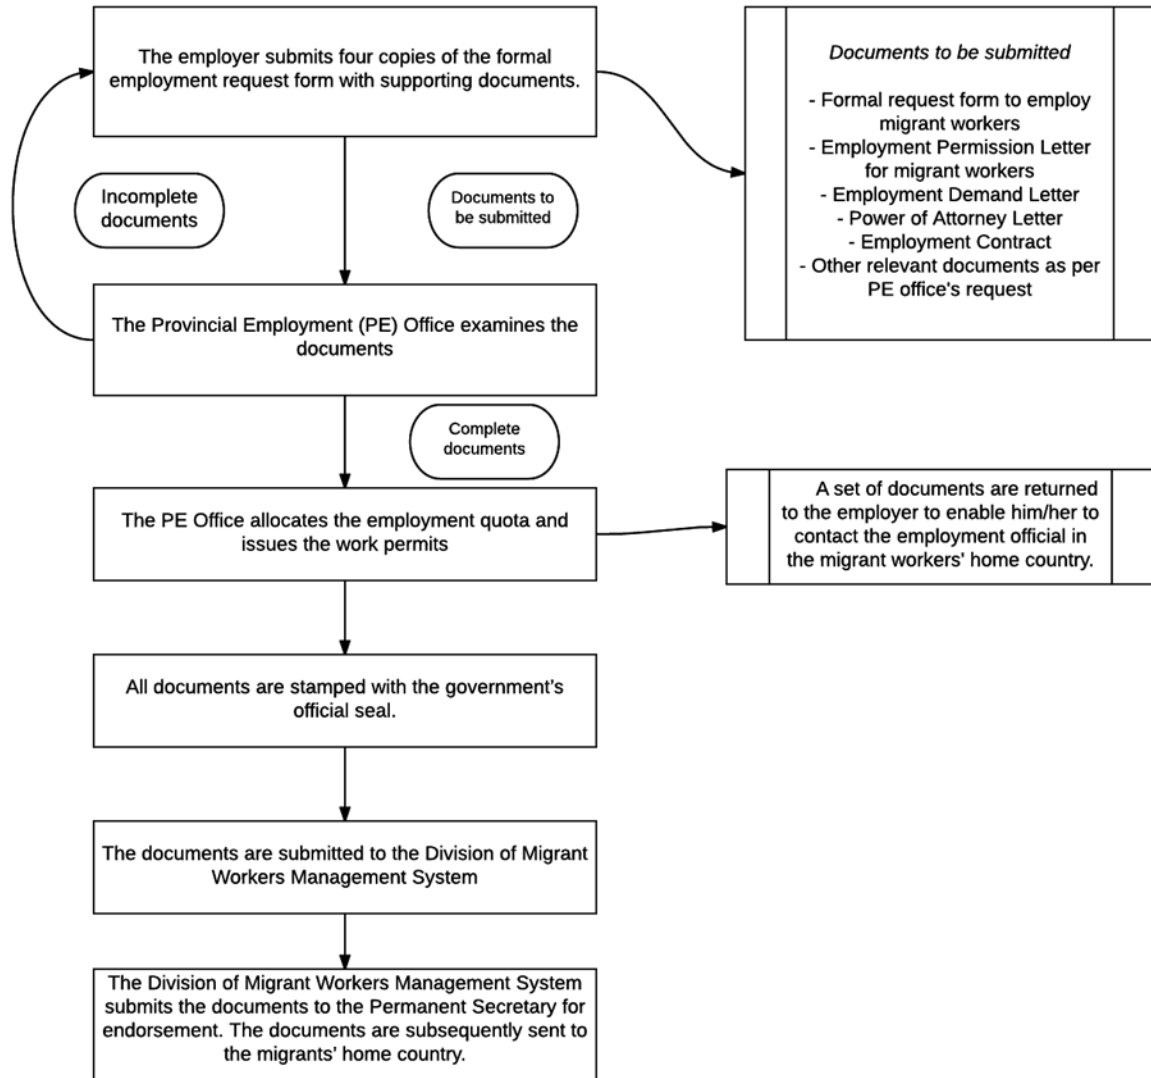 The employer submits four copies of the formal
employment request form with supporting documents.
Documents to be submitted
- Formal request form to employ
migrant workers
- Employment Permission Letter
for migrant workers
- Employment Demand Letter
- Power of Attorney Letter
- Employment Contract
- Other relevant documents as per
PE office's request
Incomplete
documents
Documents to
be submitted
The Provincial Employment (PE) Office examines the
documents
Complete
documents
The PE Office allocates the employment quota and
issues the work permits
A set of documents are returned
to the employer to enable him/her to
contact the employment official in
the migrant workers' home country.
All documents are stamped with the government's
official seal.
The documents are submitted to the Division of Migrant
Workers Management System
The Division of Migrant Workers Management System
submits the documents to the Permanent Secretary for
endorsement. The documents are subsequently sent to
the migrants' home country.